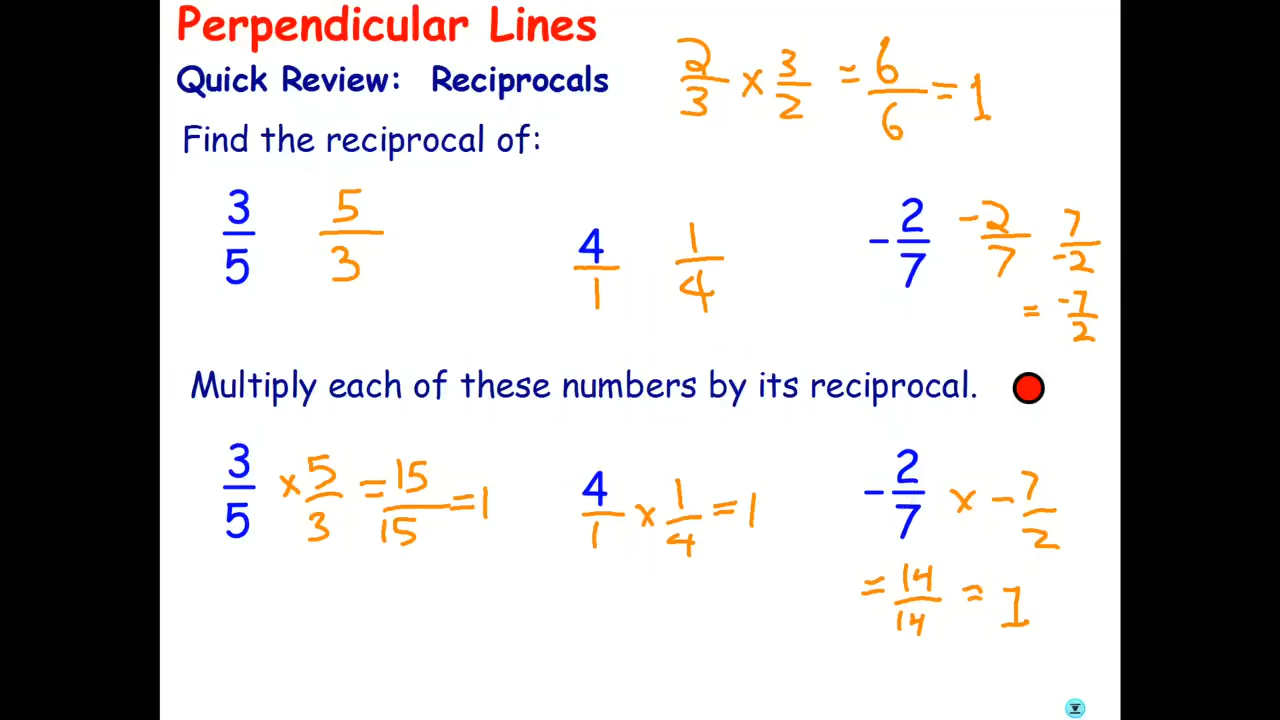 Perpendicular Lines
2/3 × 3/2 = 6/6 = 1
Quick Review: Reciprocals
Find the reciprocal of:
3/5 5/3
4/1 1/4
-2/7 -2/7 7/-2
= -7/2
Multiply each of these numbers by its reciprocal.
3/5 × 5/3 = 15/15 = 1
4/1 × 1/4 = 1
-2/7 × -7/2
= 14/14 = 1